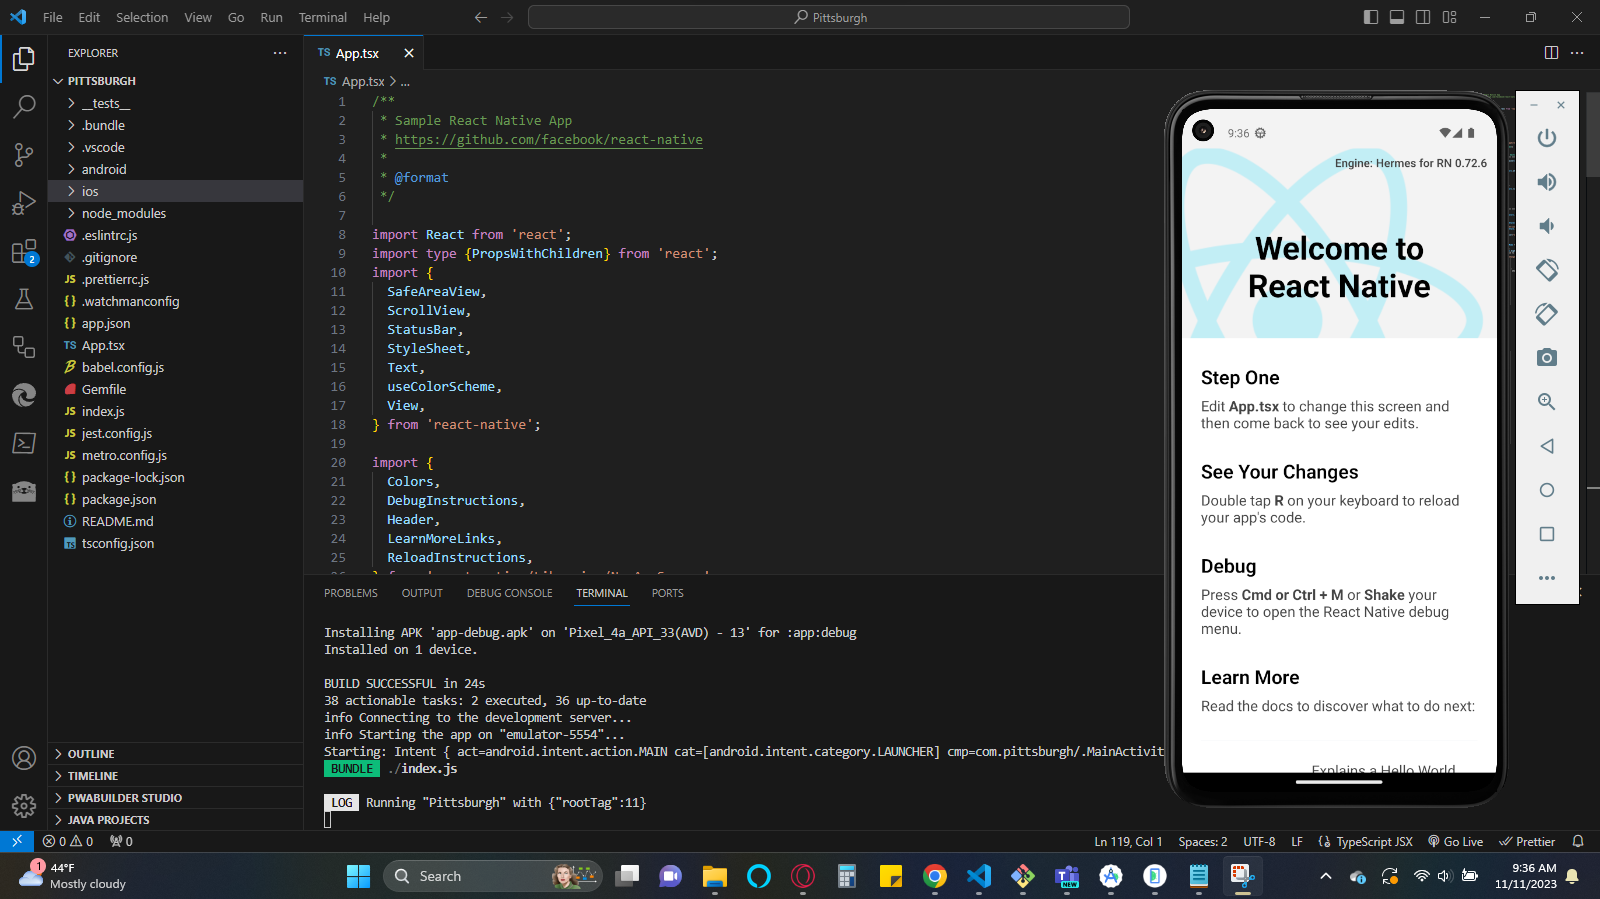 File Edit Selection View Go Run Terminal Help
Pittsburgh
EXPLORER
PITTSBURGH
__tests__
.bundle
.vscode
android
ios
node_modules
.eslintrc.js
.gitignore
JS .prettierrc.js
{} .watchmanconfig
{} app.json
TS App.tsx
babel.config.js
Gemfile
JS index.js
JS jest.config.js
JS metro.config.js
{} package-lock.json
{} package.json
README.md
TS tsconfig.json
2
OUTLINE
TIMELINE
PWABUILDER STUDIO
JAVA PROJECTS
TS App.tsx
TS App.tsx > ...
1 /**
2 * Sample React Native App
3 * https://github.com/facebook/react-native
4 *
5 * @format
6 */
7
8 import React from 'react';
9 import type {PropsWithChildren} from 'react';
10 import {
11 SafeAreaView,
12 ScrollView,
13 StatusBar,
14 StyleSheet,
15 Text,
16 useColorScheme,
17 View,
18 } from 'react-native';
19
20 import {
21 Colors,
22 DebugInstructions,
23 Header,
24 LearnMoreLinks,
25 ReloadInstructions,
PROBLEMS OUTPUT DEBUG CONSOLE TERMINAL PORTS
Installing APK 'app-debug.apk' on 'Pixel_4a_API_33(AVD) - 13' for :app:debug
Installed on 1 device.
BUILD SUCCESSFUL in 24s
38 actionable tasks: 2 executed, 36 up-to-date
info Connecting to the development server...
info Starting the app on "emulator-5554"...
Starting: Intent { act=android.intent.action.MAIN cat=[android.intent.category.LAUNCHER] cmp=com.pittsburgh/.MainActivit
BUNDLE ./index.js
LOG Running "Pittsburgh" with {"rootTag":11}
9:36
Engine: Hermes for RN 0.72.6
Welcome to
React Native
Step One
Edit App.tsx to change this screen and
then come back to see your edits.
See Your Changes
Double tap R on your keyboard to reload
your app's code.
Debug
Press Cmd or Ctrl + M or Shake your
device to open the React Native debug
menu.
Learn More
Read the docs to discover what to do next:
Explains a Hello World
0 0 0 Ln 119, Col 1 Spaces: 2 UTF-8 LF {} TypeScript JSX Go Live Prettier
1
44°F
Mostly cloudy
Search
NEW
9:36 AM
11/11/2023